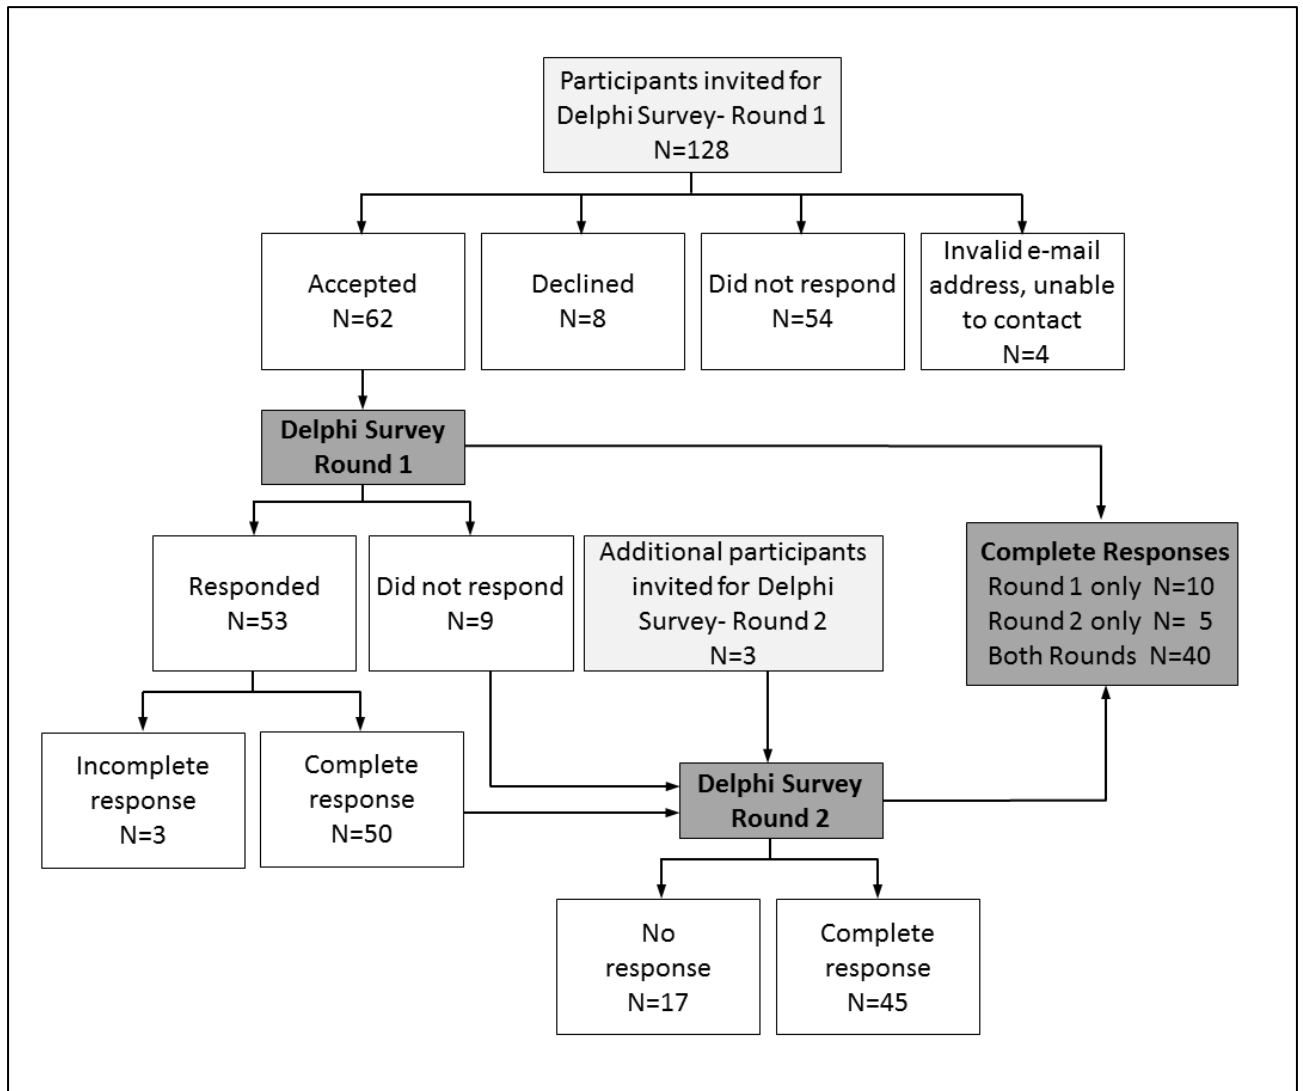 Participants invited for
Delphi Survey- Round 1
N=128
Accepted
N=62
Declined
N=8
Did not respond
N=54
Invalid e-mail
address, unable
to contact
N=4
Delphi Survey
Round 1
Responded
N=53
Did not respond
N=9
Additional participants
invited for Delphi
Survey- Round 2
N=3
Complete Responses
Round 1 only N=10
Round 2 only N= 5
Both Rounds N=40
Incomplete
response
N=3
Complete
response
N=50
Delphi Survey
Round 2
No
response
N=17
Complete
response
N=45